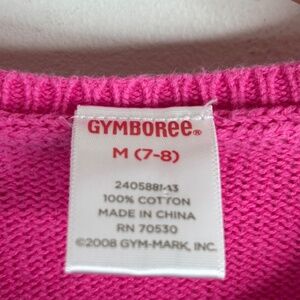 GYMBOREE®
M (7-8)
2405881-13
100% COTTON
MADE IN CHINA
RN 70530
©2008 GYM-MARK, INC.